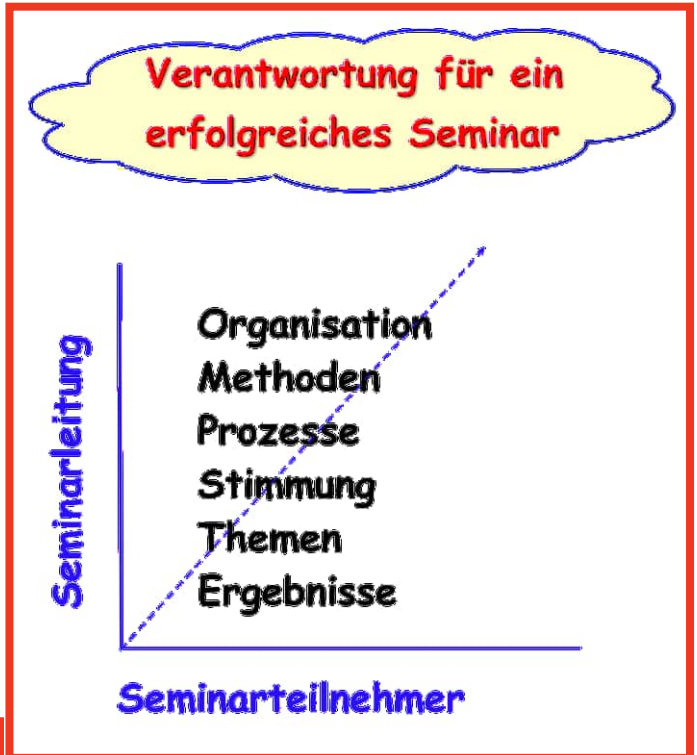 Verantwortung für ein
erfolgreiches Seminar
Seminarleitung
Organisation
Methoden
Prozesse
Stimmung
Themen
Ergebnisse
Seminarteilnehmer